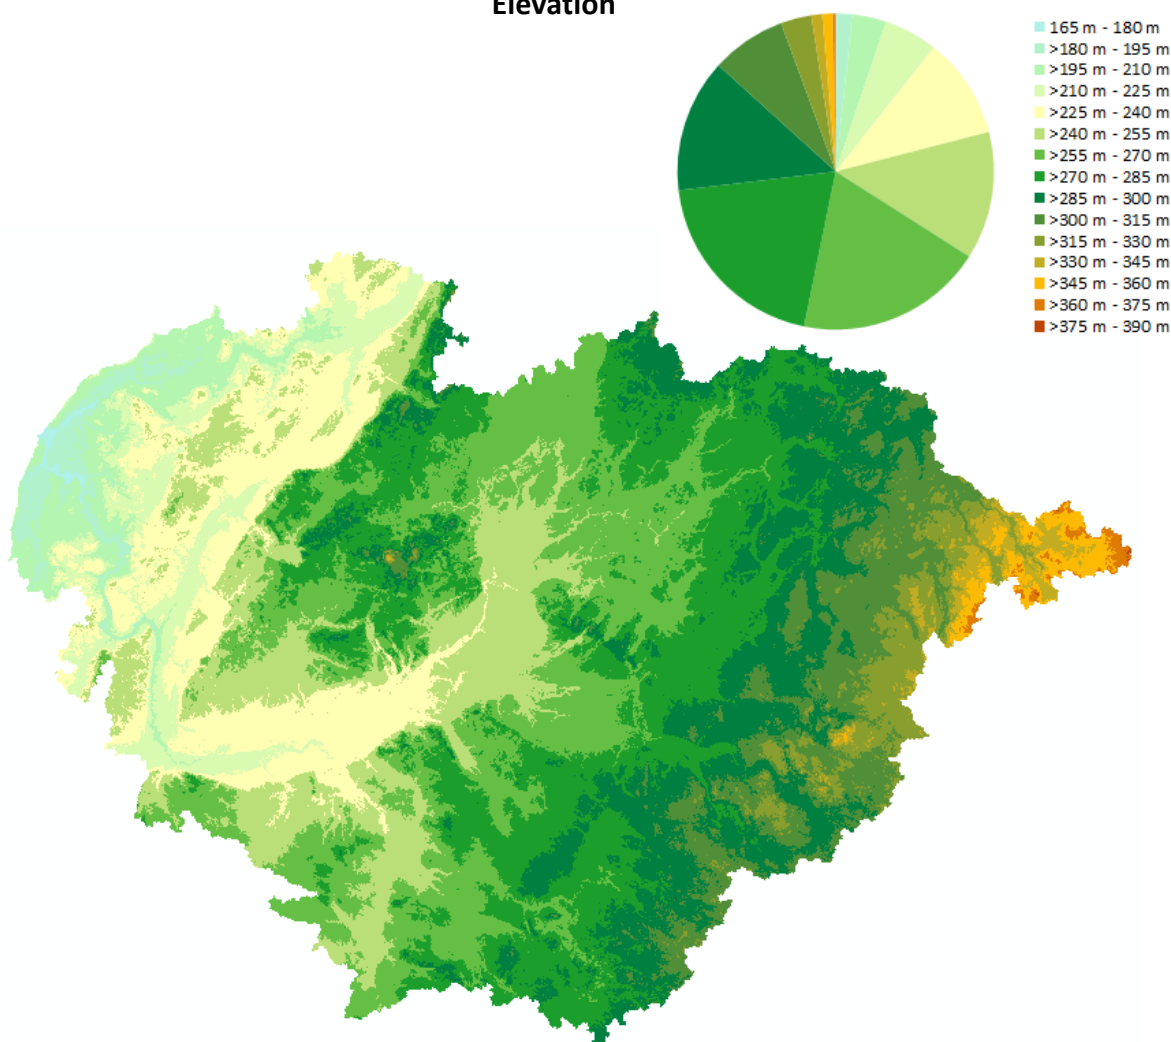 Elevation
165 m - 180 m
>180 m - 195 m
>195 m - 210 m
>210 m - 225 m
>225 m - 240 m
>240 m - 255 m
>255 m - 270 m
>270 m - 285 m
>285 m - 300 m
>300 m - 315 m
>315 m - 330 m
>330 m - 345 m
>345 m - 360 m
>360 m - 375 m
>375 m - 390 m